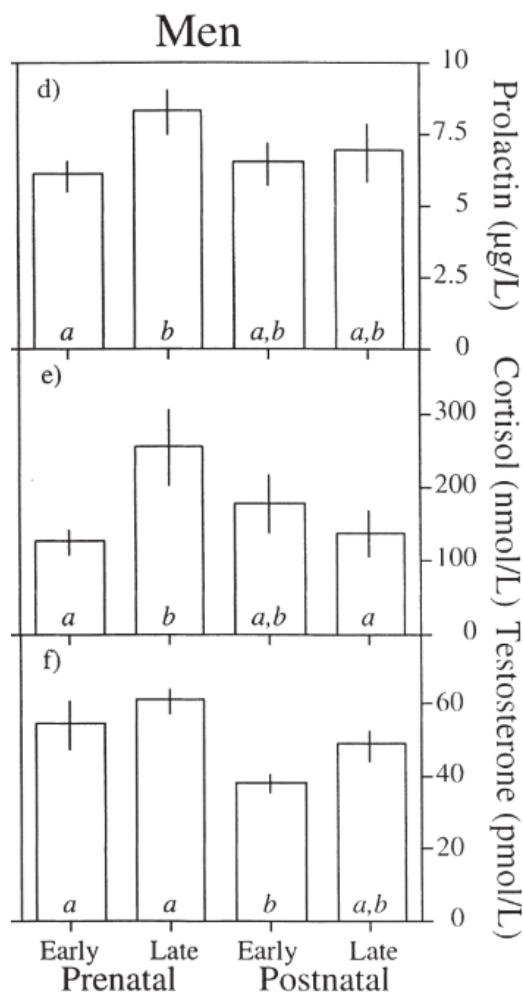 Men
d)
10
7.5
5
2.5
0
Prolactin (µg/L)
a b a,b a,b
e)
300
200
100
0
Cortisol (nmol/L)
a b a,b a
f)
60
40
20
0
Testosterone (pmol/L)
a a b a,b
Early Late Early Late
Prenatal Postnatal